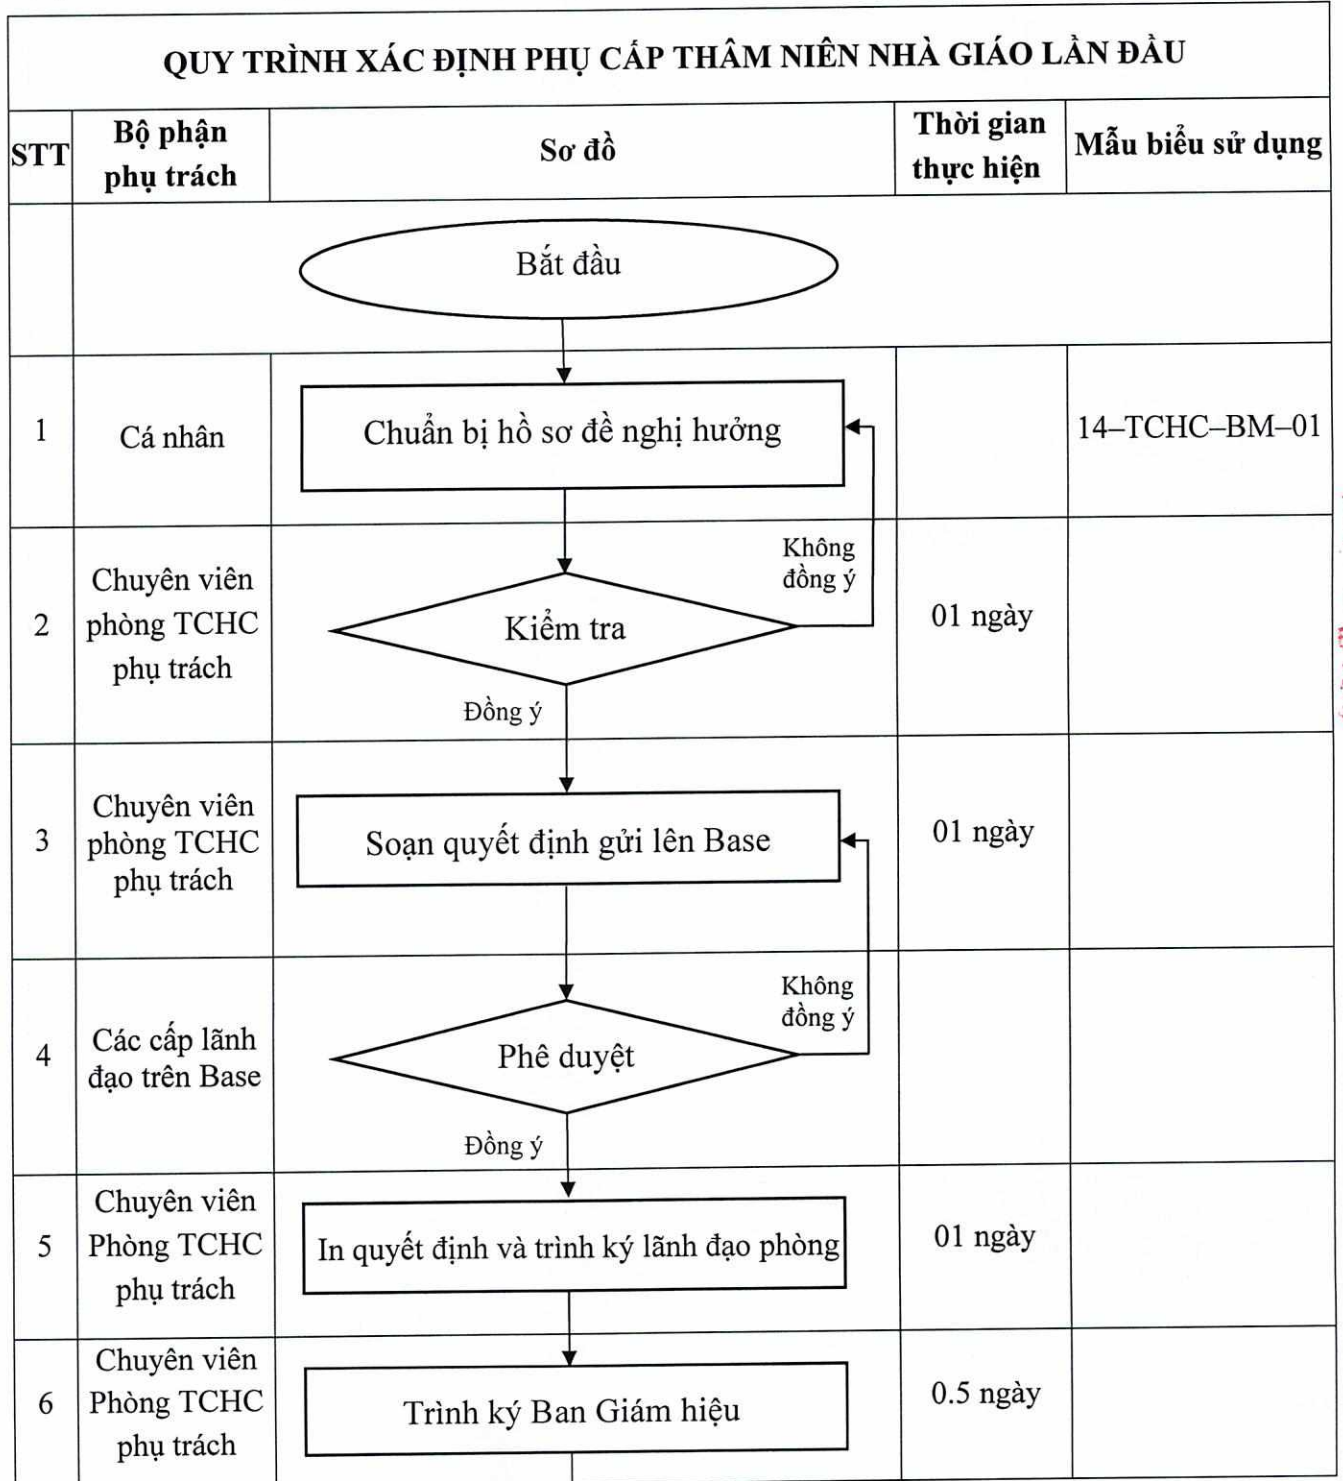 QUY TRÌNH XÁC ĐỊNH PHỤ CẤP THÂM NIÊN NHÀ GIÁO LẦN ĐẦU
STT
Bộ phận
phụ trách
Sơ đồ
Thời gian
thực hiện
Mẫu biểu sử dụng
Bắt đầu
1
Cá nhân
Chuẩn bị hồ sơ đề nghị hưởng
14–TCHC–BM–01
2
Chuyên viên
phòng TCHC
phụ trách
Kiểm tra
Không
đồng ý
01 ngày
Đồng ý
3
Chuyên viên
phòng TCHC
phụ trách
Soạn quyết định gửi lên Base
01 ngày
4
Các cấp lãnh
đạo trên Base
Phê duyệt
Không
đồng ý
Đồng ý
5
Chuyên viên
Phòng TCHC
phụ trách
In quyết định và trình ký lãnh đạo phòng
01 ngày
6
Chuyên viên
Phòng TCHC
phụ trách
Trình ký Ban Giám hiệu
0.5 ngày